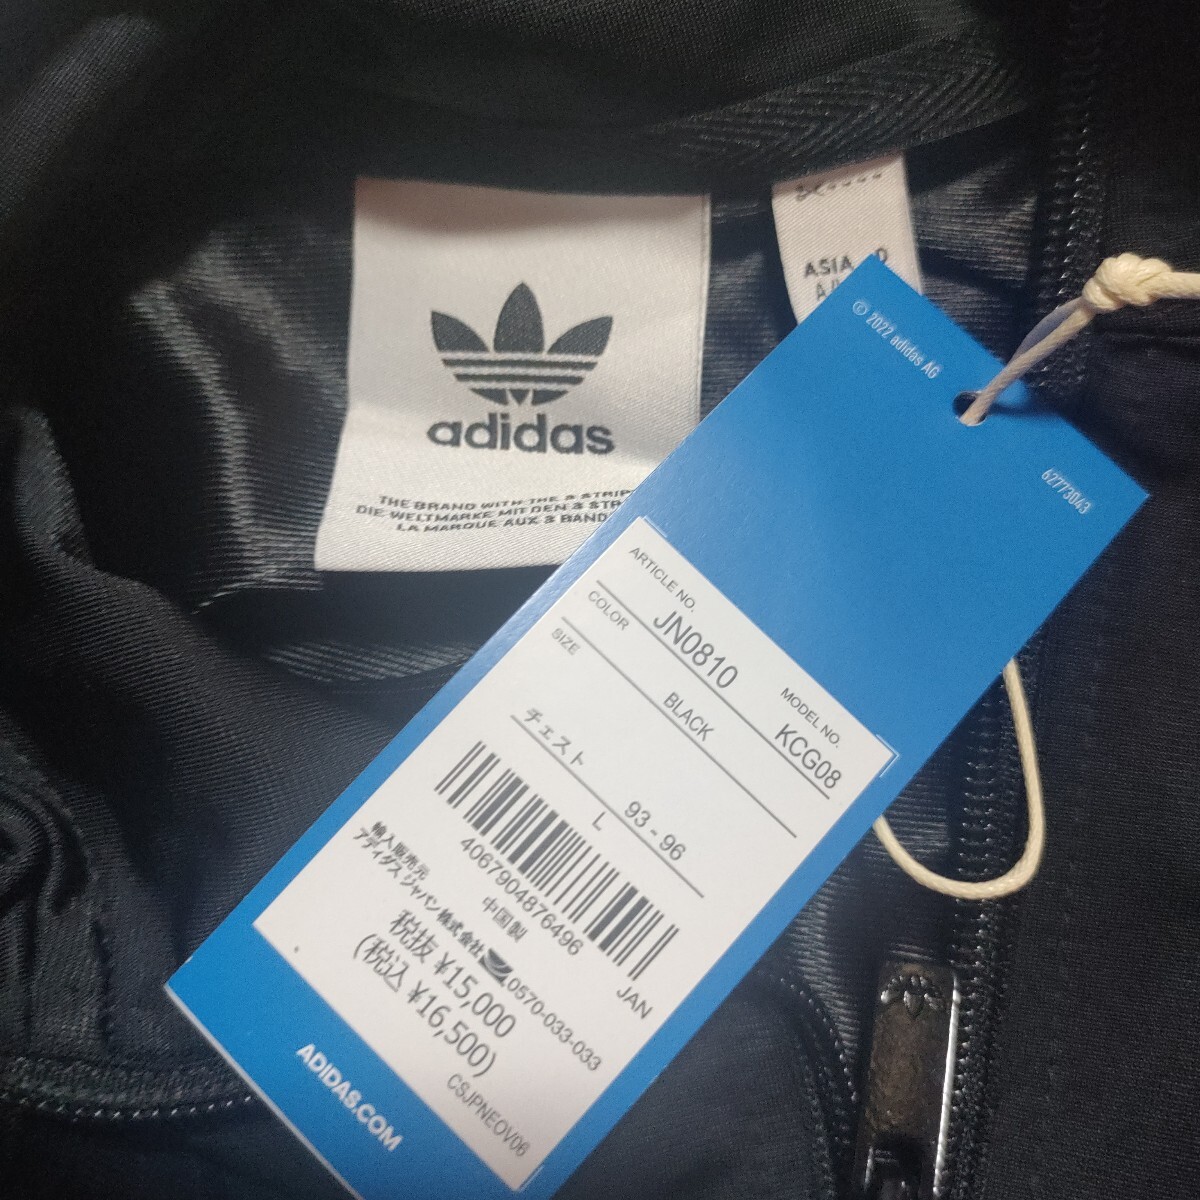 adidas
THE BRAND WITH THE 3 STRIP
DIE WELTMARKE MIT DEN 3 STR
LA MARQUE AUX 3 BAND
ASIA
© 2022 adidas AG
62773043
ARTICLE NO.
JN0810
MODEL NO.
KCG08
COLOR
BLACK
SIZE
チェスト
93 - 96
L
4067904876496
JAN
中国製
輸入販売元
アディダス ジャパン株式会社
0570-033-033
税抜 ¥15,000
(税込 ¥16,500)
CSJPNEOV06
ADIDAS.COM